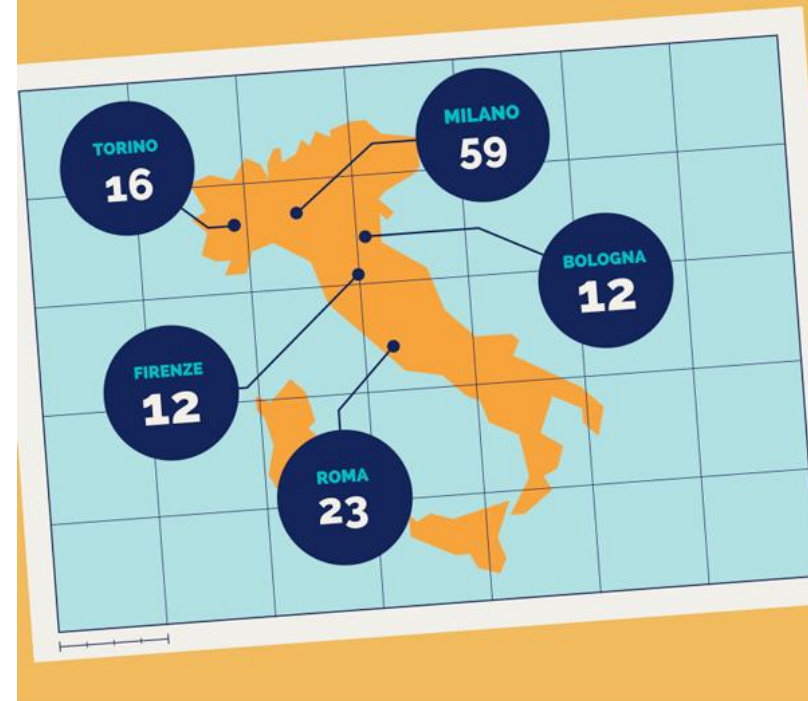 TORINO
16
MILANO
59
BOLOGNA
12
FIRENZE
12
ROMA
23